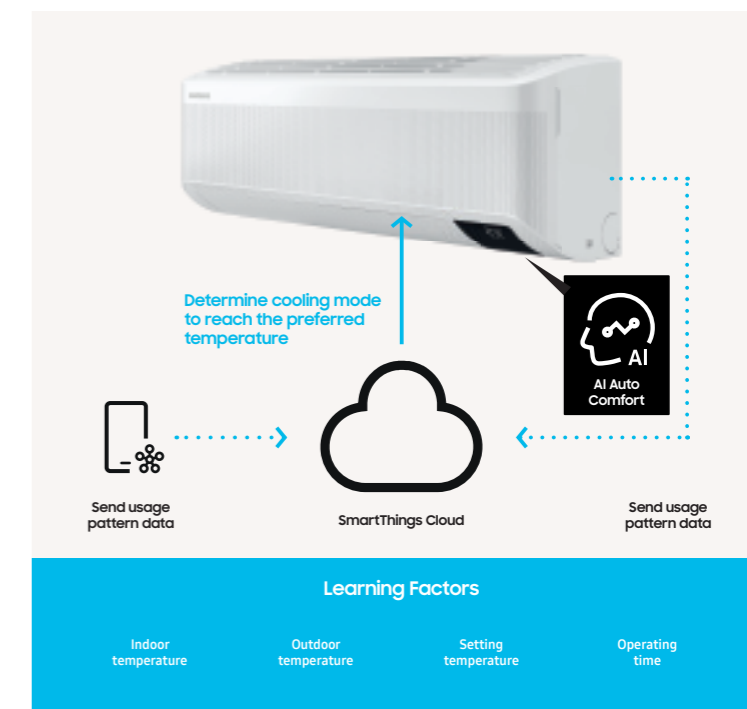 Determine cooling mode
to reach the preferred
temperature
AI
AI Auto
Comfort
Send usage
pattern data
SmartThings Cloud
Send usage
pattern data
Learning Factors
Indoor
temperature
Outdoor
temperature
Setting
temperature
Operating
time